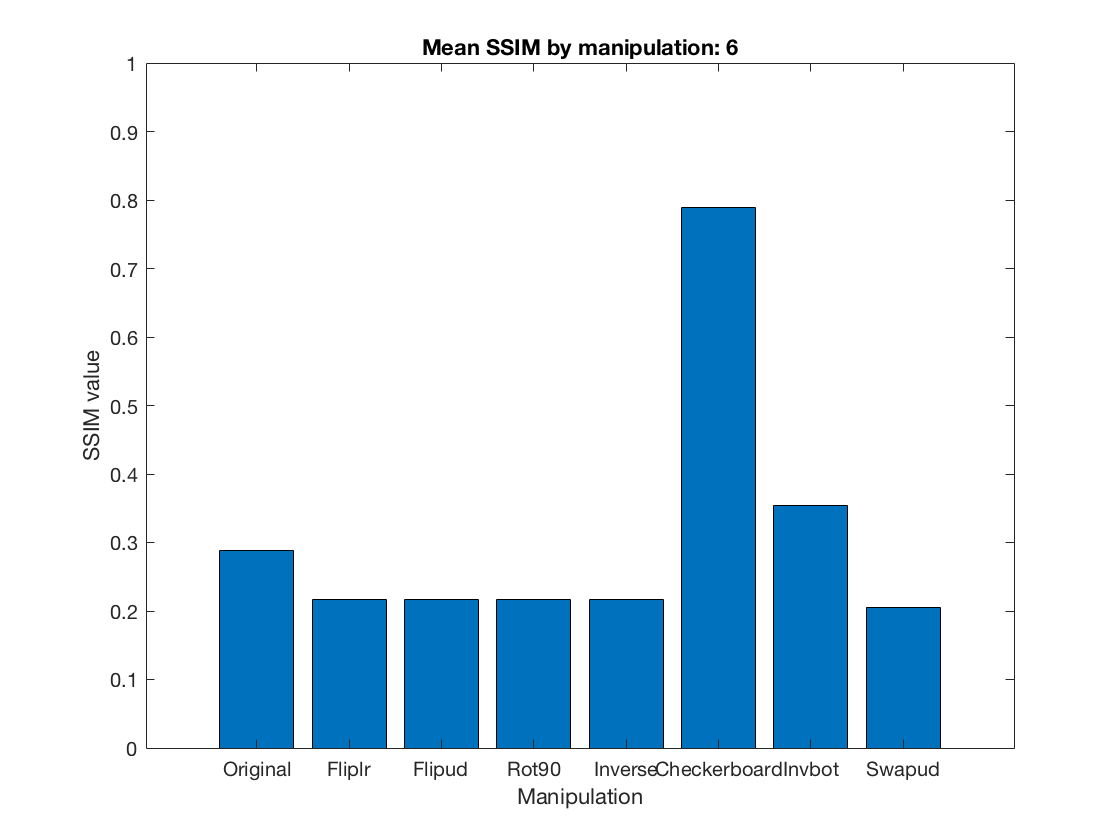 Mean SSIM by manipulation: 6
1
0.9
0.8
0.7
0.6
0.5
0.4
0.3
0.2
0.1
0
SSIM value
Original Fliplr Flipud Rot90 Inverse Checkerboard Invbot Swapud
Manipulation